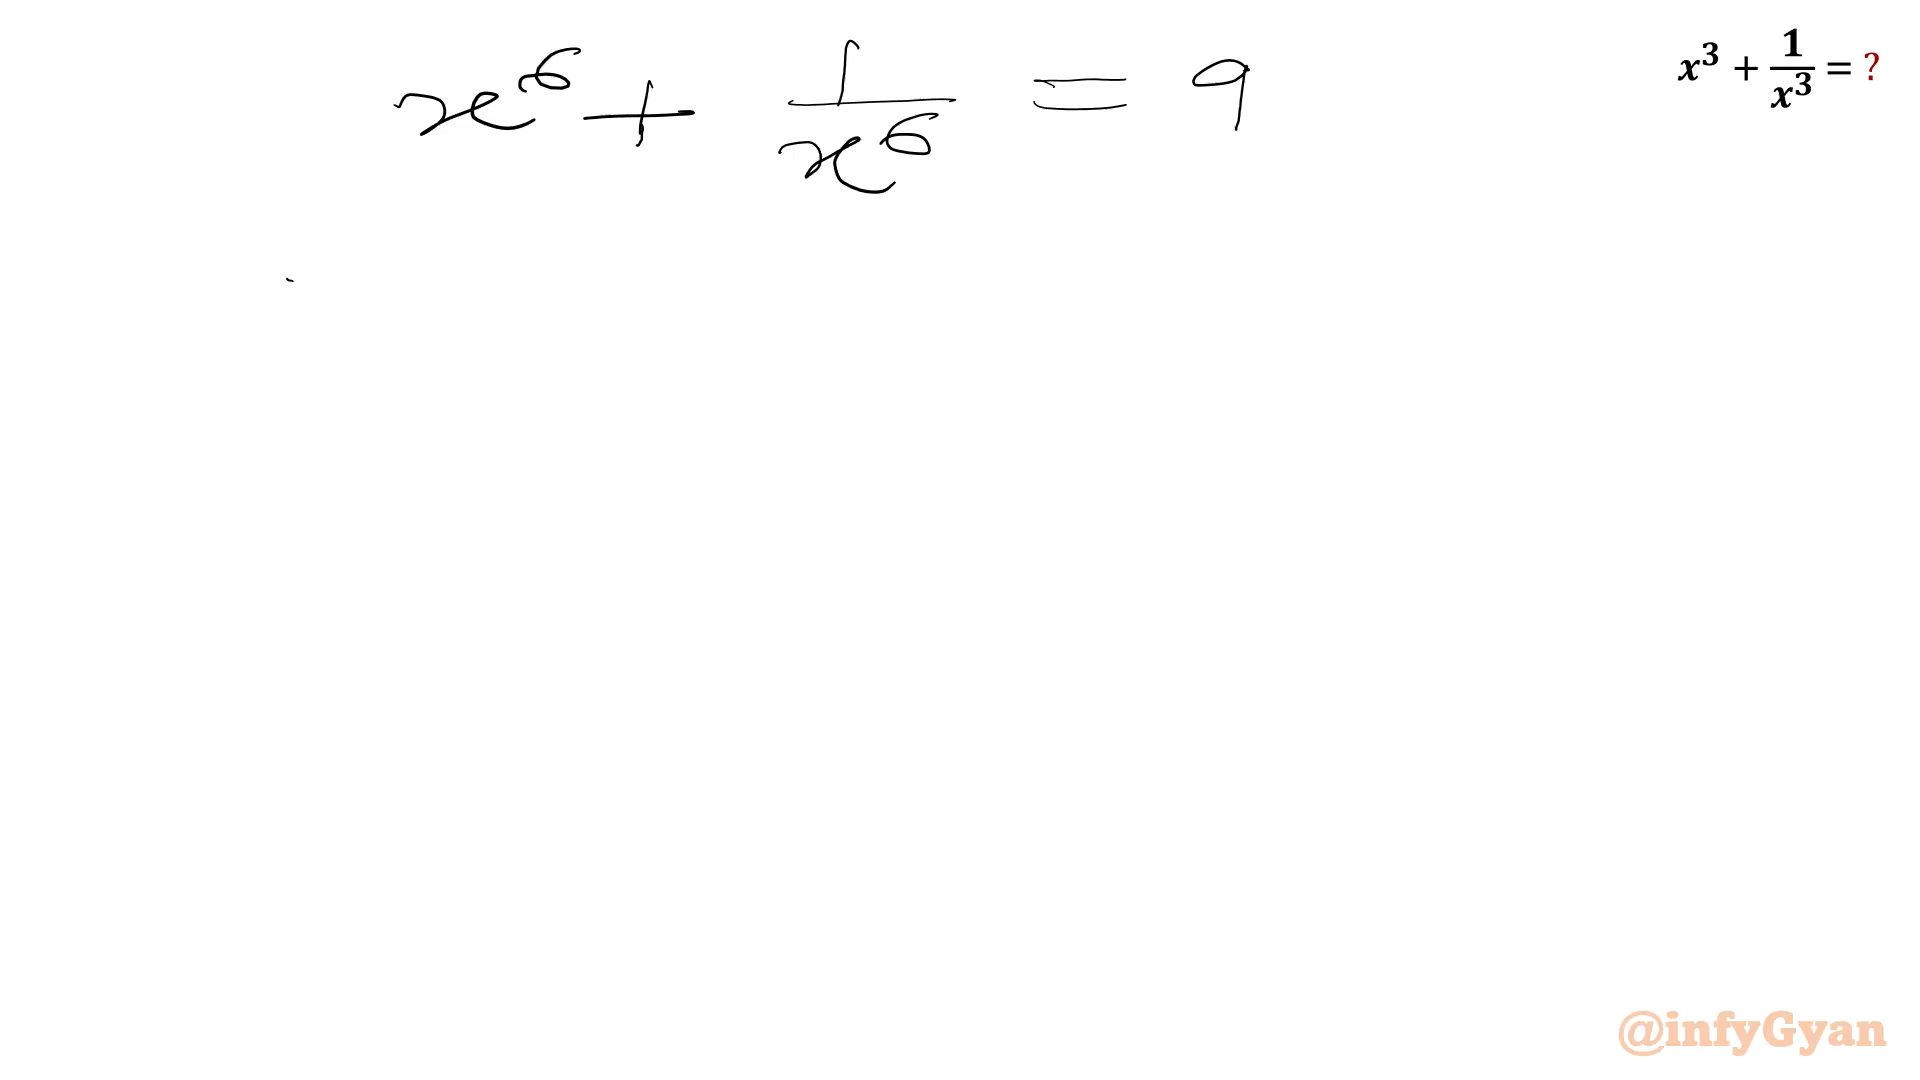 x⁶ + 1/x⁶ = 9
x³ + 1/x³ = ?
@infyGyan